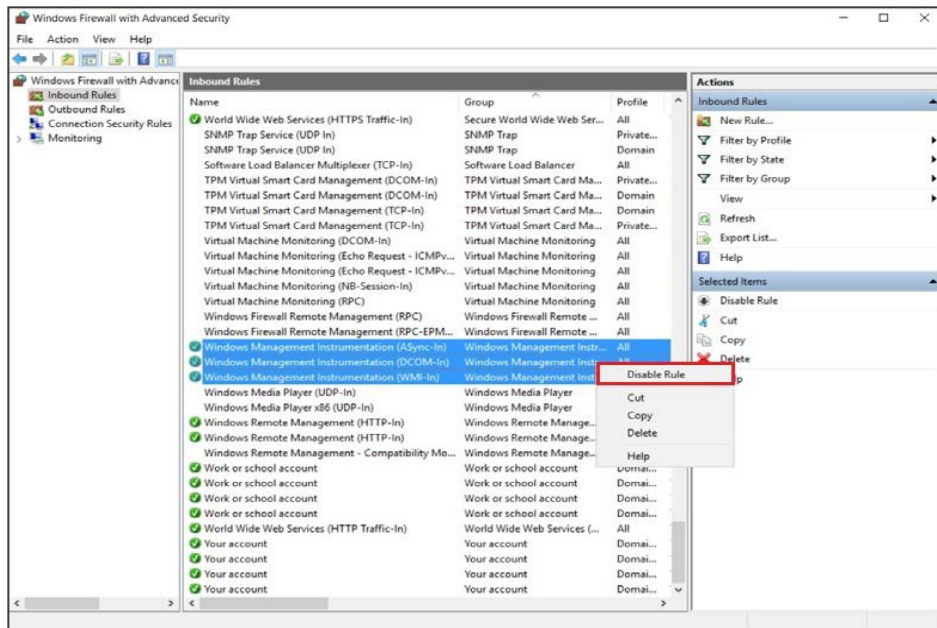 Windows Firewall with Advanced Security
File Action View Help
Windows Firewall with Advance
Inbound Rules
Outbound Rules
Connection Security Rules
Monitoring
Inbound Rules
Name Group Profile
World Wide Web Services (HTTPS Traffic-In) Secure World Wide Web Ser... All
SNMP Trap Service (UDP In) SNMP Trap Private...
SNMP Trap Service (UDP In) SNMP Trap Domain
Software Load Balancer Multiplexer (TCP-In) Software Load Balancer All
TPM Virtual Smart Card Management (DCOM-In) TPM Virtual Smart Card Ma... Private...
TPM Virtual Smart Card Management (DCOM-In) TPM Virtual Smart Card Ma... Domain
TPM Virtual Smart Card Management (TCP-In) TPM Virtual Smart Card Ma... Domain
TPM Virtual Smart Card Management (TCP-In) TPM Virtual Smart Card Ma... Private...
Virtual Machine Monitoring (DCOM-In) Virtual Machine Monitoring All
Virtual Machine Monitoring (Echo Request - ICMPv... Virtual Machine Monitoring All
Virtual Machine Monitoring (Echo Request - ICMPv... Virtual Machine Monitoring All
Virtual Machine Monitoring (NB-Session-In) Virtual Machine Monitoring All
Virtual Machine Monitoring (RPC) Virtual Machine Monitoring All
Windows Firewall Remote Management (RPC) Windows Firewall Remote ... All
Windows Firewall Remote Management (RPC-EPM... Windows Firewall Remote ... All
Windows Management Instrumentation (ASync-In) Windows Management Instr... All
Windows Management Instrumentation (DCOM-In) Windows Management Instr... All
Windows Management Instrumentation (WMI-In) Windows Management Inst
Windows Media Player (UDP-In) Windows Media Player
Windows Media Player x86 (UDP-In) Windows Media Player
Windows Remote Management (HTTP-In) Windows Remote Manage...
Windows Remote Management (HTTP-In) Windows Remote Manage...
Windows Remote Management - Compatibility Mo... Windows Remote Manage...
Work or school account Work or school account Domai...
Work or school account Work or school account Domai...
Work or school account Work or school account Domai...
Work or school account Work or school account Domai...
World Wide Web Services (HTTP Traffic-In) World Wide Web Services (... All
Your account Your account Domai...
Your account Your account Domai...
Your account Your account Domai...
Your account Your account Domai...
Disable Rule
Cut
Copy
Delete
Help
Actions
Inbound Rules
New Rule...
Filter by Profile
Filter by State
Filter by Group
View
Refresh
Export List...
Help
Selected Items
Disable Rule
Cut
Copy
Delete